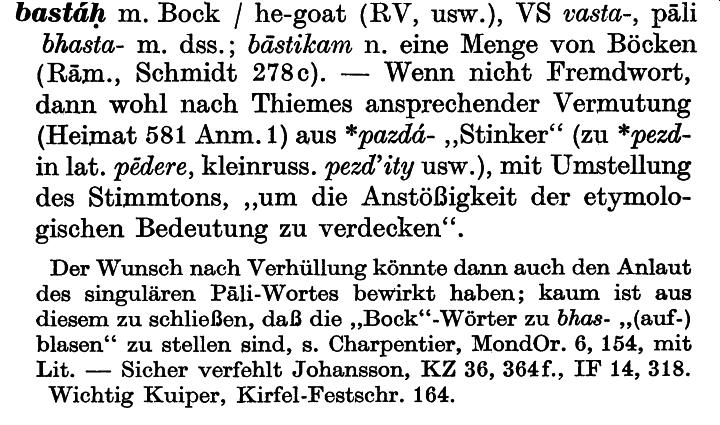 bastáḥ m. Bock / he-goat (RV, usw.), VS vasta-, pāli
bhasta- m. dss.; bāstikam n. eine Menge von Böcken
(Rām., Schmidt 278c). — Wenn nicht Fremdwort,
dann wohl nach Thiemes ansprechender Vermutung
(Heimat 581 Anm. 1) aus *pazdá- „Stinker“ (zu *pezd-
in lat. pēdere, kleinruss. pezd’ity usw.), mit Umstellung
des Stimmtons, „um die Anstößigkeit der etymolo-
gischen Bedeutung zu verdecken“.
Der Wunsch nach Verhüllung könnte dann auch den Anlaut
des singulären Pāli-Wortes bewirkt haben; kaum ist aus
diesem zu schließen, daß die „Bock“-Wörter zu bhas- „(auf-)
blasen“ zu stellen sind, s. Charpentier, MondOr. 6, 154, mit
Lit. — Sicher verfehlt Johansson, KZ 36, 364f., IF 14, 318.
Wichtig Kuiper, Kirfel-Festschr. 164.